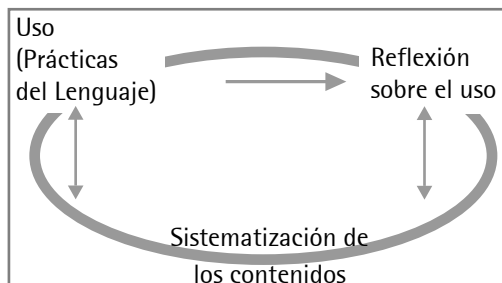 Uso
(Prácticas
del Lenguaje)
Reflexión
sobre el uso
Sistematización de
los contenidos